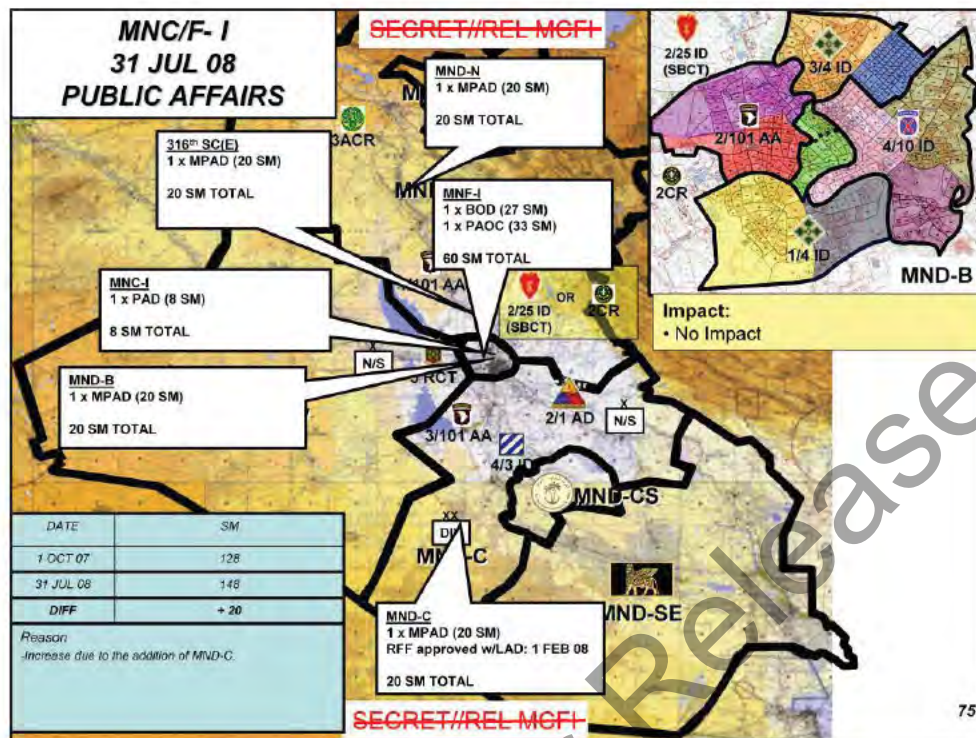 MNC/F- I
31 JUL 08
PUBLIC AFFAIRS
SECRET//REL MCFI
2/25 ID
(SBCT)
3/4 ID
2/101 AA
4/10 ID
2CR
1/4 ID
MND-B
Impact:
• No Impact
MND-N
1 x MPAD (20 SM)
20 SM TOTAL
3ACR
316th SC(E)
1 x MPAD (20 SM)
20 SM TOTAL
MNF-I
1 x BOD (27 SM)
1 x PAOC (33 SM)
60 SM TOTAL
/101 AA
2/25 ID
(SBCT)
OR
2CR
MNC-I
1 x PAD (8 SM)
8 SM TOTAL
X
N/S
RCT
MND-B
1 x MPAD (20 SM)
20 SM TOTAL
3/101 AA
2/1 AD
X
N/S
4/3 ID
MND-CS
XX
MND-SE
MND-C
1 x MPAD (20 SM)
RFF approved w/LAD: 1 FEB 08
20 SM TOTAL
DATE SM
1 OCT 07 128
31 JUL 08 148
DIFF + 20
Reason
-Increase due to the addition of MND-C.
SECRET//REL MCFI
75
Release